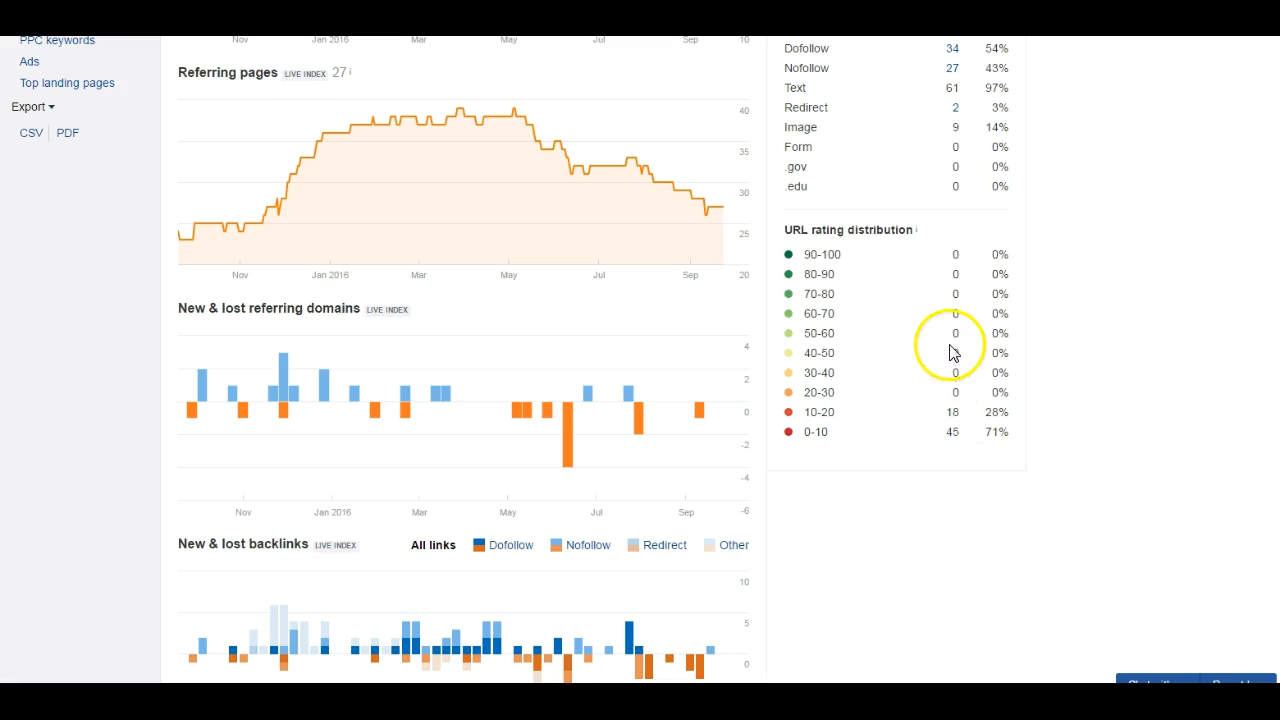 PPC keywords
Ads
Top landing pages
Export
CSV PDF
Nov Jan 2016 Mar May Jul Sep 10
Referring pages LIVE INDEX 27 i
40
35
30
25
Nov Jan 2016 Mar May Jul Sep 20
New & lost referring domains LIVE INDEX
4
2
0
-2
-4
Nov Jan 2016 Mar May Jul Sep -6
New & lost backlinks LIVE INDEX All links Dofollow Nofollow Redirect Other
10
5
0
Dofollow 34 54%
Nofollow 27 43%
Text 61 97%
Redirect 2 3%
Image 9 14%
Form 0 0%
.gov 0 0%
.edu 0 0%
URL rating distribution i
90-100 0 0%
80-90 0 0%
70-80 0 0%
60-70 0 0%
50-60 0 0%
40-50 0%
30-40 0 0%
20-30 0 0%
10-20 18 28%
0-10 45 71%